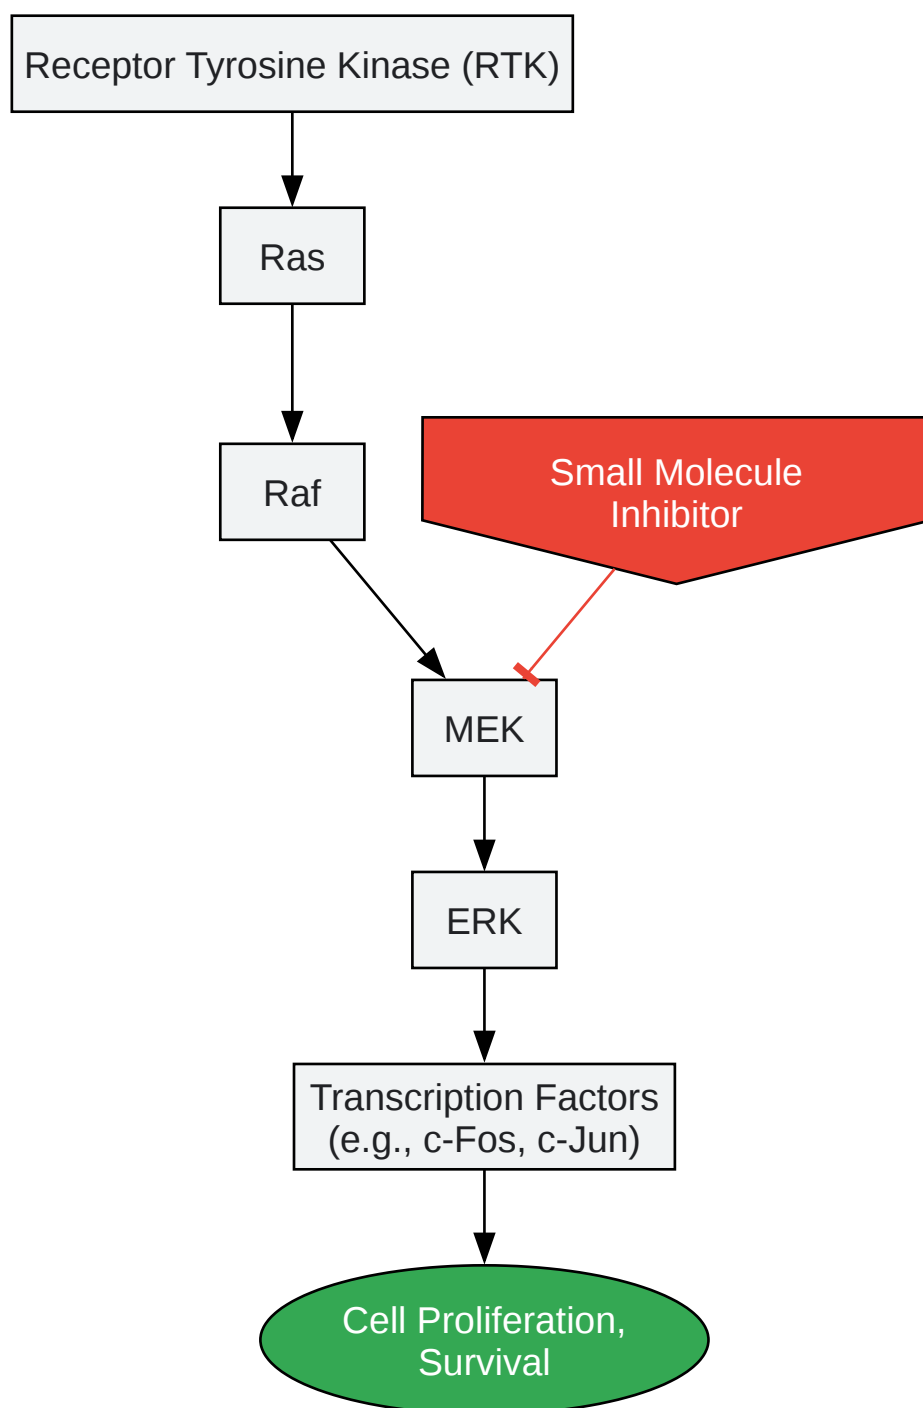 Receptor Tyrosine Kinase (RTK)
Ras
Raf
Small Molecule
Inhibitor
MEK
ERK
Transcription Factors
(e.g., c-Fos, c-Jun)
Cell Proliferation,
Survival